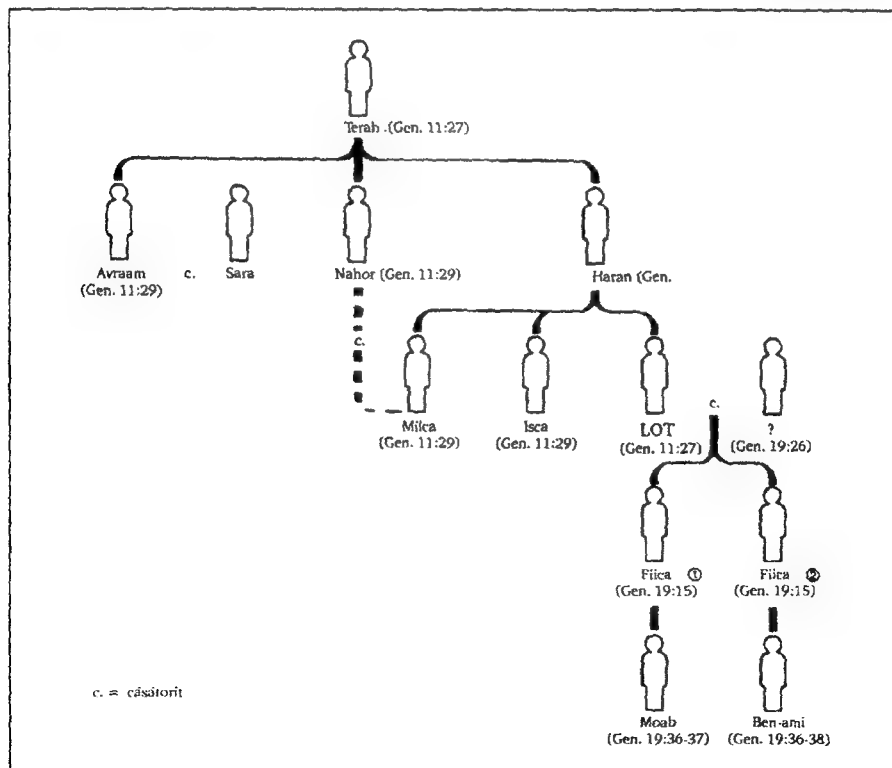 Terah .(Gen. 11:27)
Avraam c. Sara Nahor (Gen. 11:29) Haran (Gen.
(Gen. 11:29)
c.
Milca Isca LOT c. ?
(Gen. 11:29) (Gen. 11:29) (Gen. 11:27) (Gen. 19:26)
Fiica ① Fiica ②
(Gen. 19:15) (Gen. 19:15)
c. = căsătorit
Moab Ben-ami
(Gen. 19:36-37) (Gen. 19:36-38)